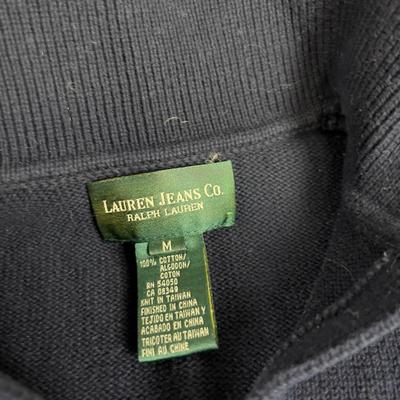 LAUREN JEANS CO.
RALPH LAUREN
M
100% COTTON/
ALGODON/
COTON
RN 54050
CA 08349
KNIT IN TAIWAN
FINISHED IN CHINA
TEJIDO EN TAIWAN Y
ACABADO EN CHINA
TRICOTER AU TAIWAN
FINI AU CHINE